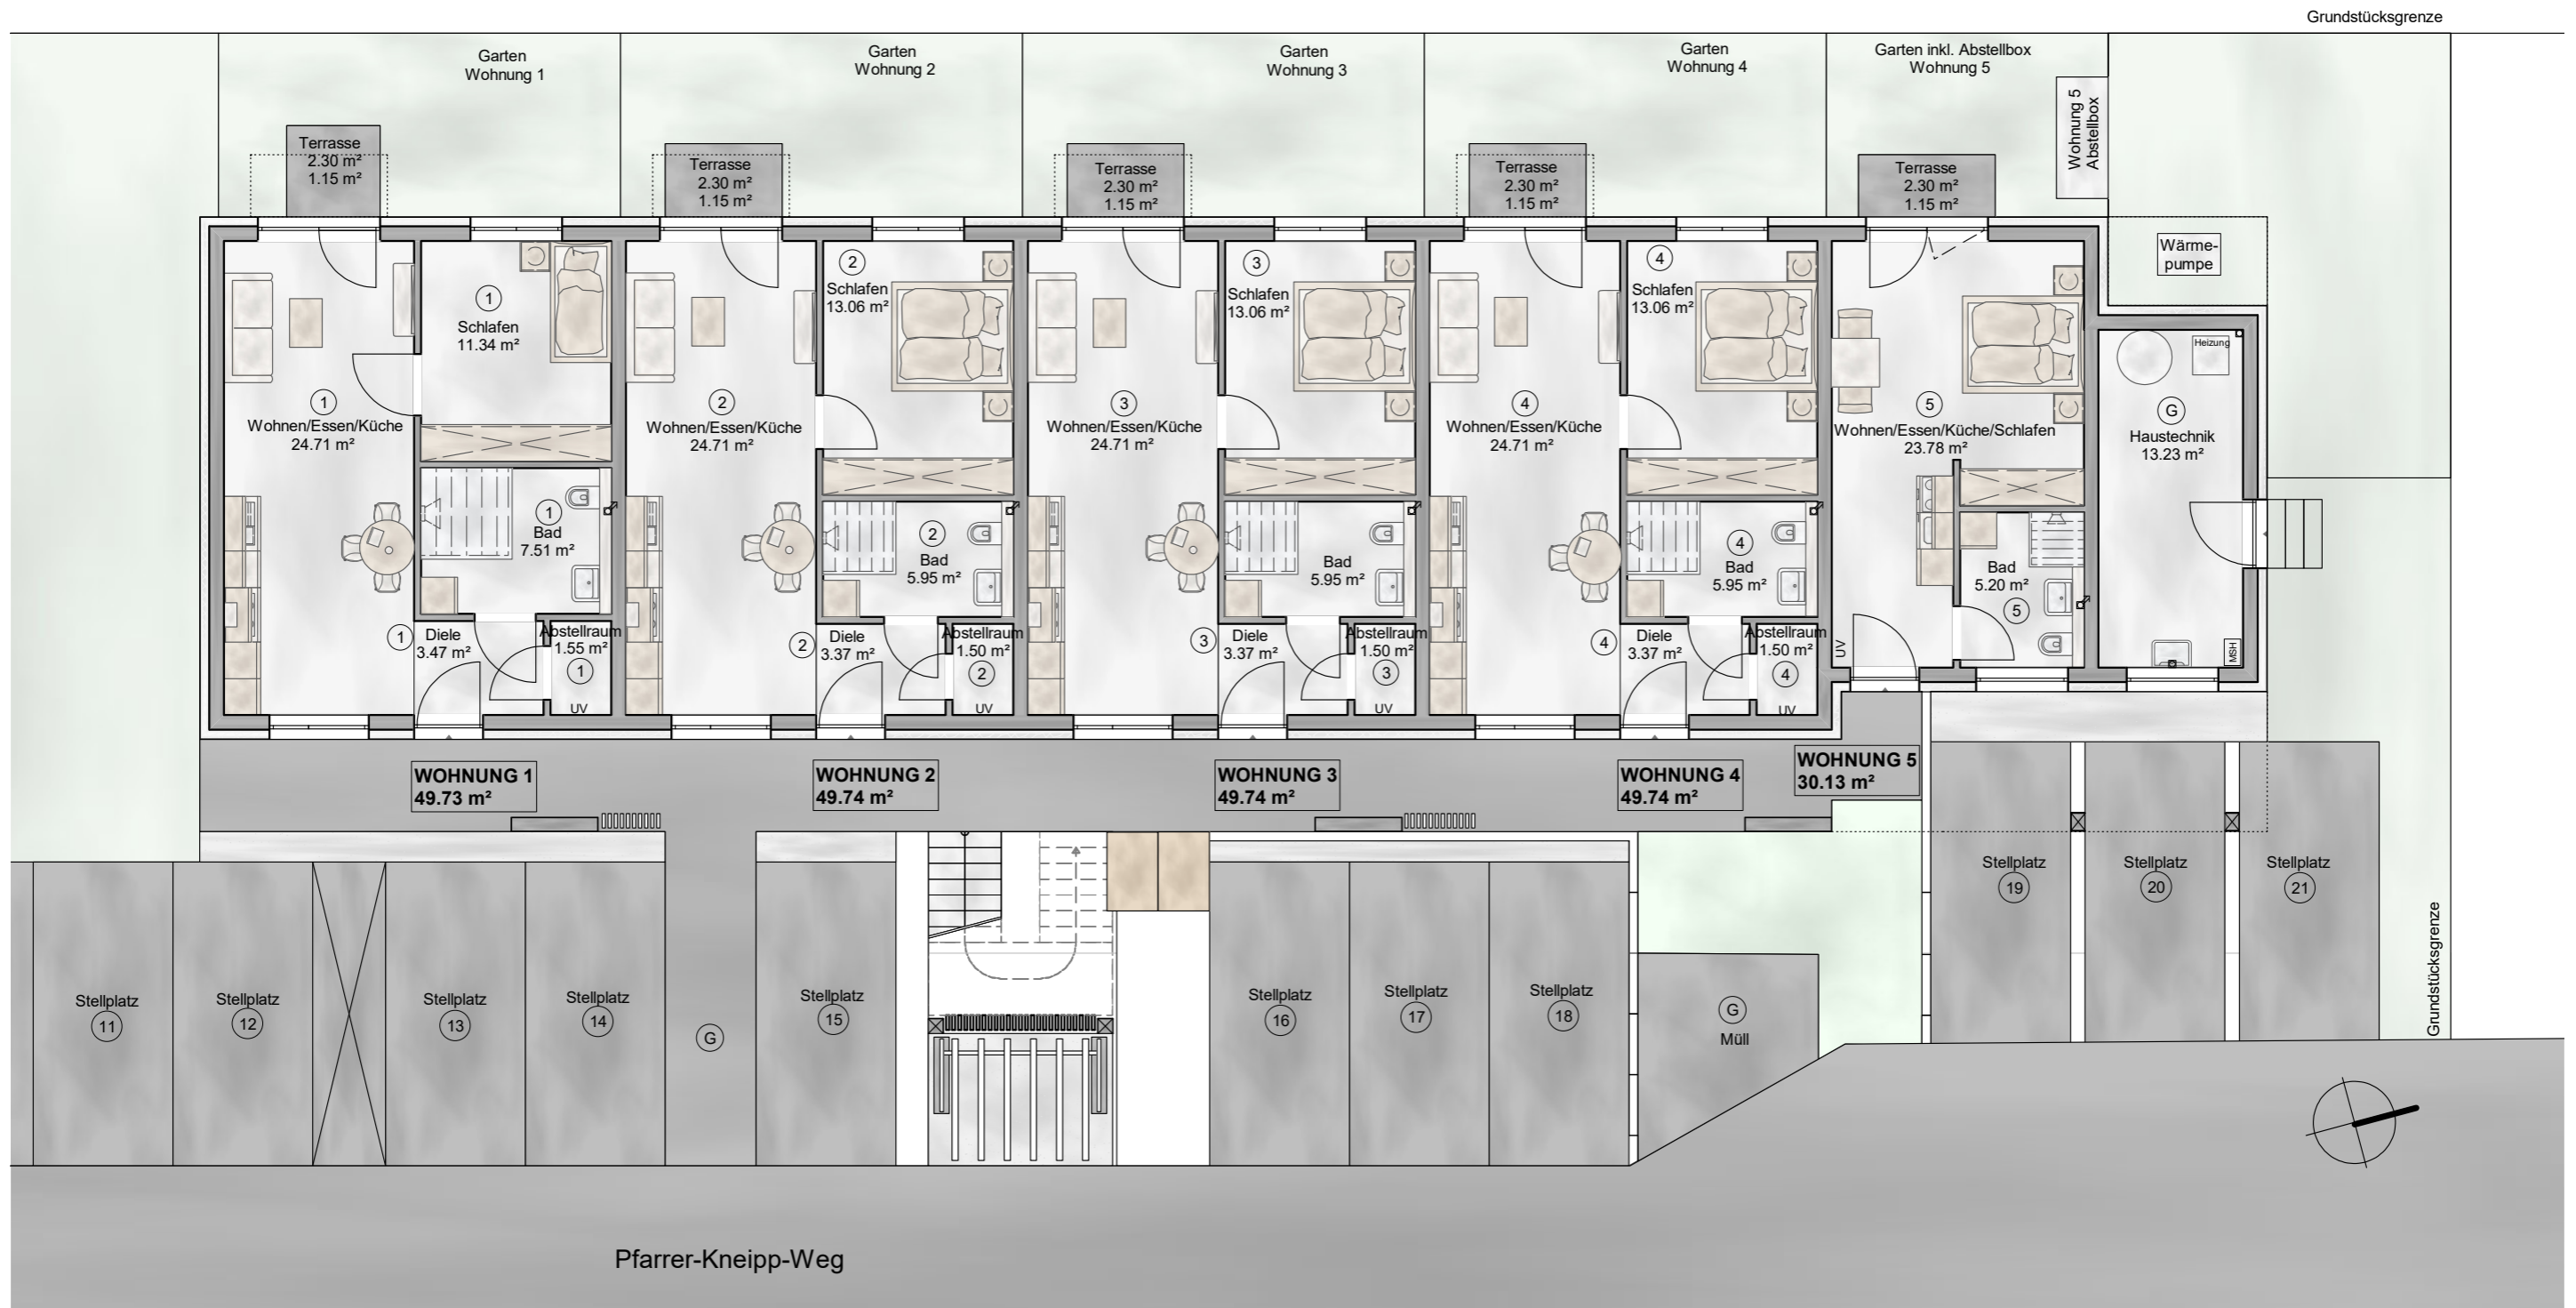 Grundstücksgrenze
Garten
Wohnung 1
Garten
Wohnung 2
Garten
Wohnung 3
Garten
Wohnung 4
Garten inkl. Abstellbox
Wohnung 5
Wohnung 5
Abstellbox
Terrasse
2.30 m²
1.15 m²
Terrasse
2.30 m²
1.15 m²
Terrasse
2.30 m²
1.15 m²
Terrasse
2.30 m²
1.15 m²
Terrasse
2.30 m²
1.15 m²
Wärme-
pumpe
1
Schlafen
11.34 m²
2
Schlafen
13.06 m²
3
Schlafen
13.06 m²
4
Schlafen
13.06 m²
Heizung
1
Wohnen/Essen/Küche
24.71 m²
2
Wohnen/Essen/Küche
24.71 m²
3
Wohnen/Essen/Küche
24.71 m²
4
Wohnen/Essen/Küche
24.71 m²
5
Wohnen/Essen/Küche/Schlafen
23.78 m²
G
Haustechnik
13.23 m²
1
Bad
7.51 m²
2
Bad
5.95 m²
Bad
5.95 m²
4
Bad
5.95 m²
Bad
5.20 m²
5
1
Diele
3.47 m²
Abstellraum
1.55 m²
1
UV
2
Diele
3.37 m²
Abstellraum
1.50 m²
2
UV
3
Diele
3.37 m²
Abstellraum
1.50 m²
3
UV
4
Diele
3.37 m²
Abstellraum
1.50 m²
4
UV
UV
MSH
WOHNUNG 1
49.73 m²
WOHNUNG 2
49.74 m²
WOHNUNG 3
49.74 m²
WOHNUNG 4
49.74 m²
WOHNUNG 5
30.13 m²
Stellplatz
11
Stellplatz
12
Stellplatz
13
Stellplatz
14
G
Stellplatz
15
Stellplatz
16
Stellplatz
17
Stellplatz
18
G
Müll
Stellplatz
19
Stellplatz
20
Stellplatz
21
Grundstücksgrenze
Pfarrer-Kneipp-Weg